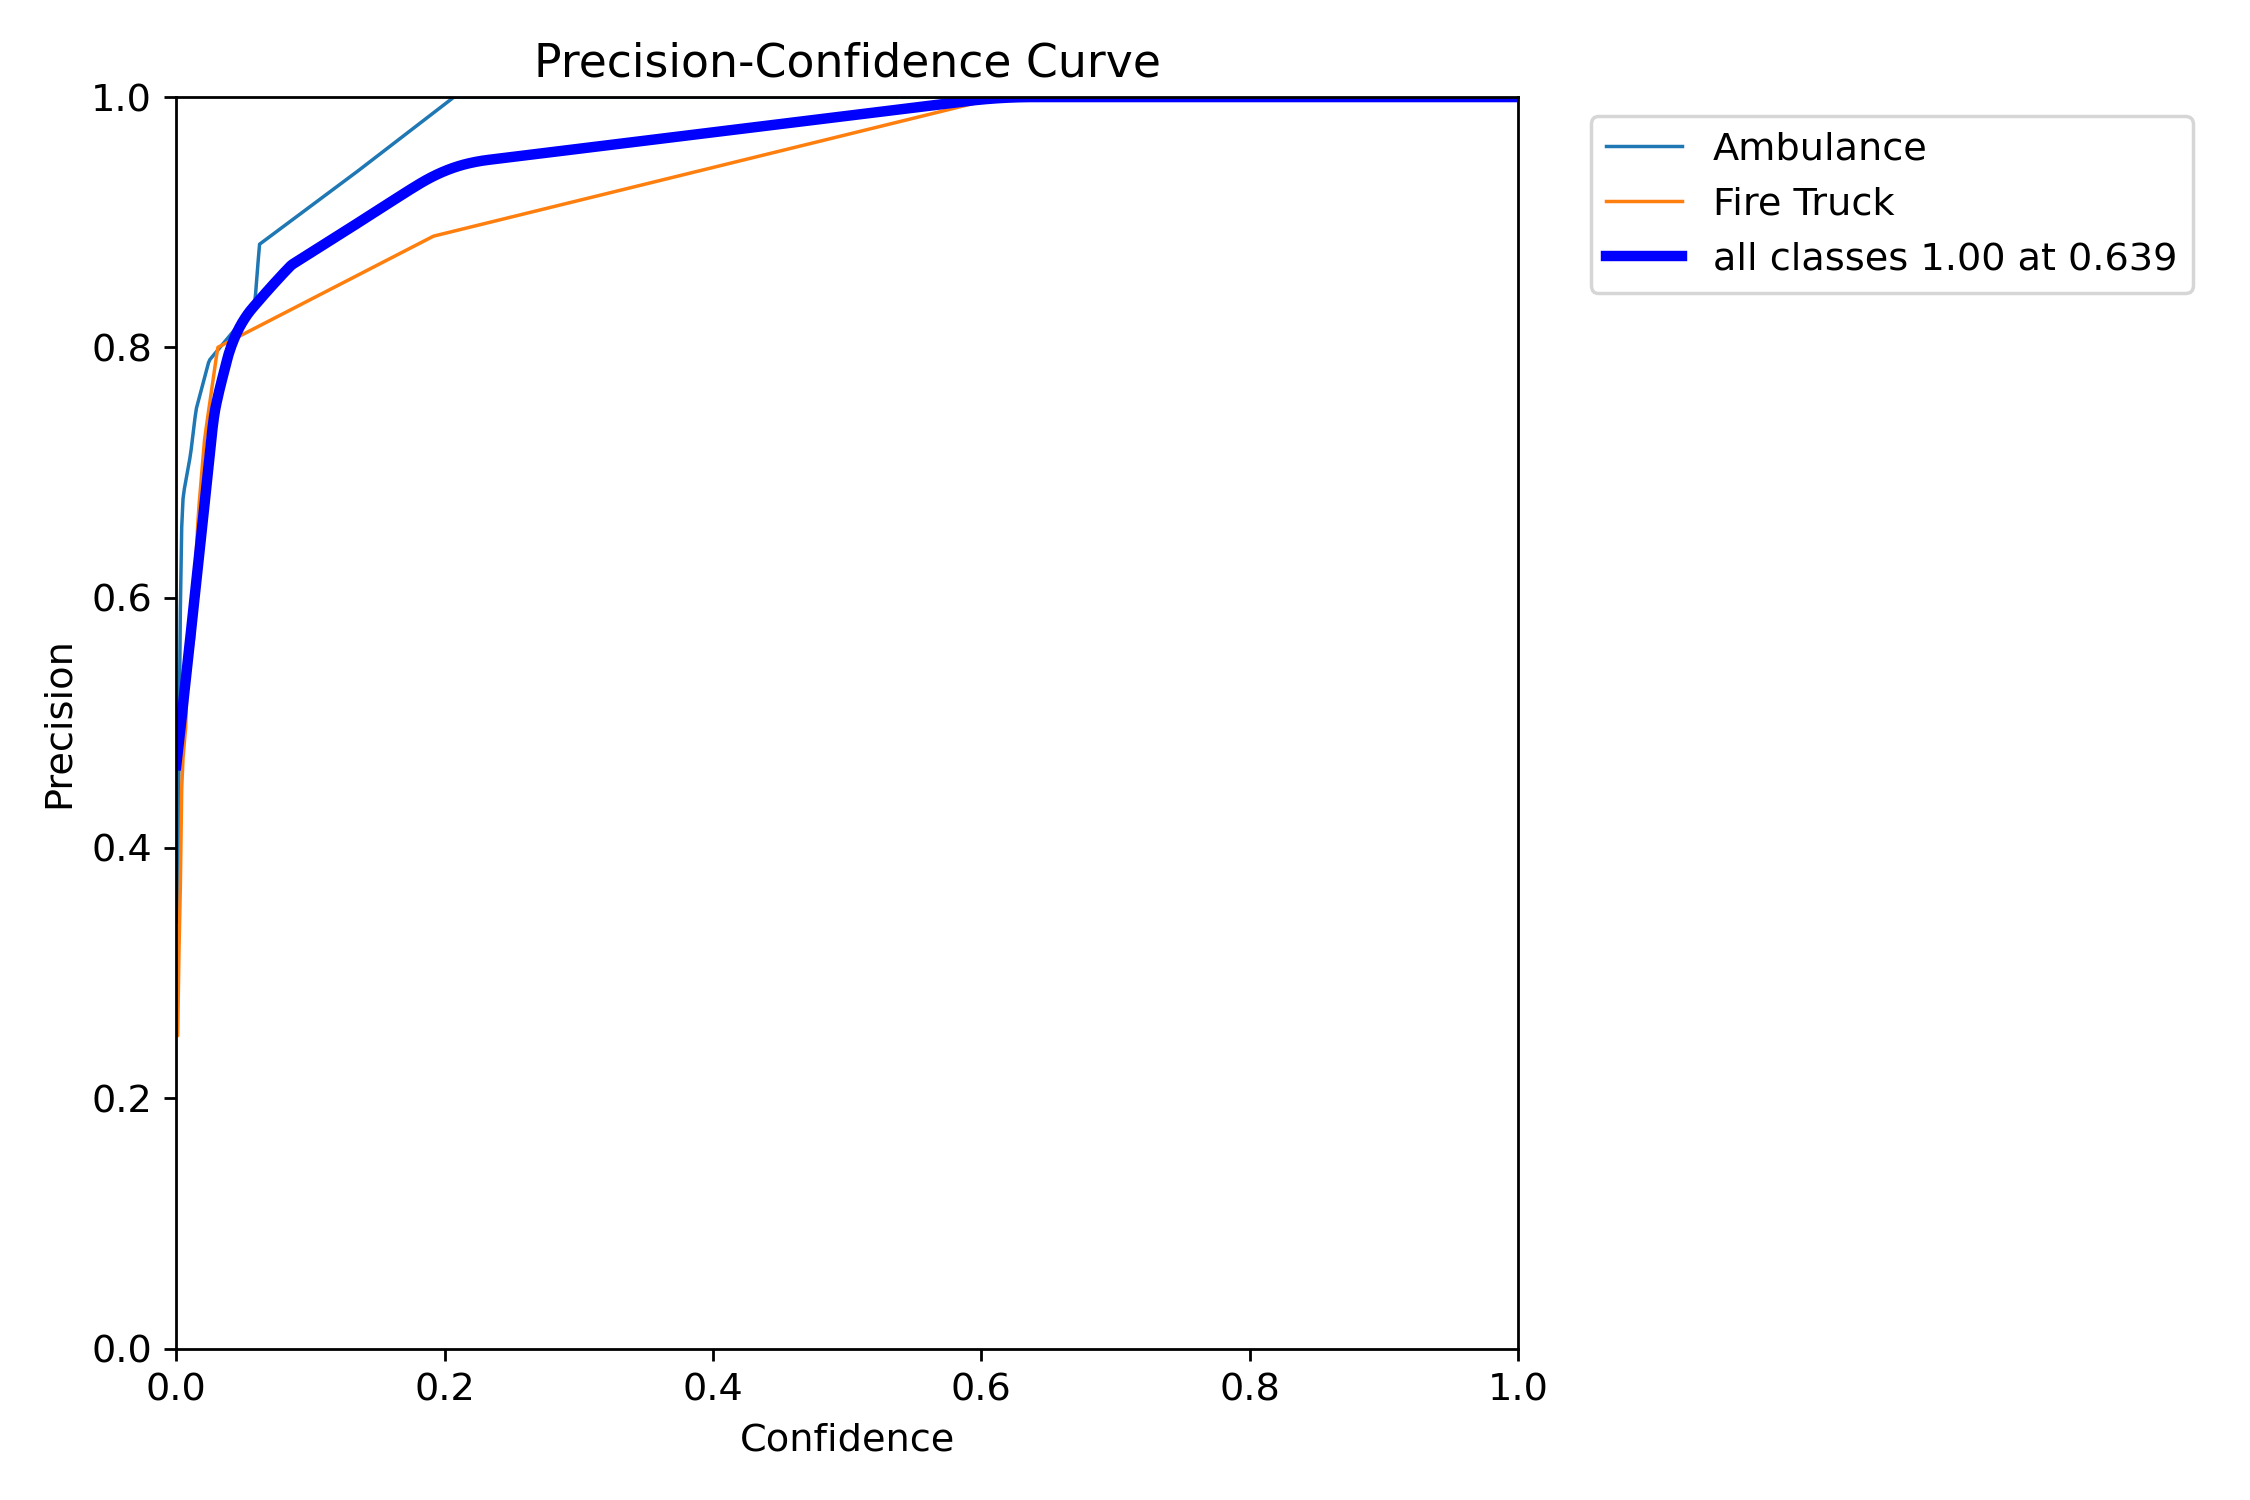 Precision-Confidence Curve
1.0
0.8
0.6
0.4
0.2
0.0
Precision
0.0 0.2 0.4 0.6 0.8 1.0
Confidence
Ambulance
Fire Truck
all classes 1.00 at 0.639